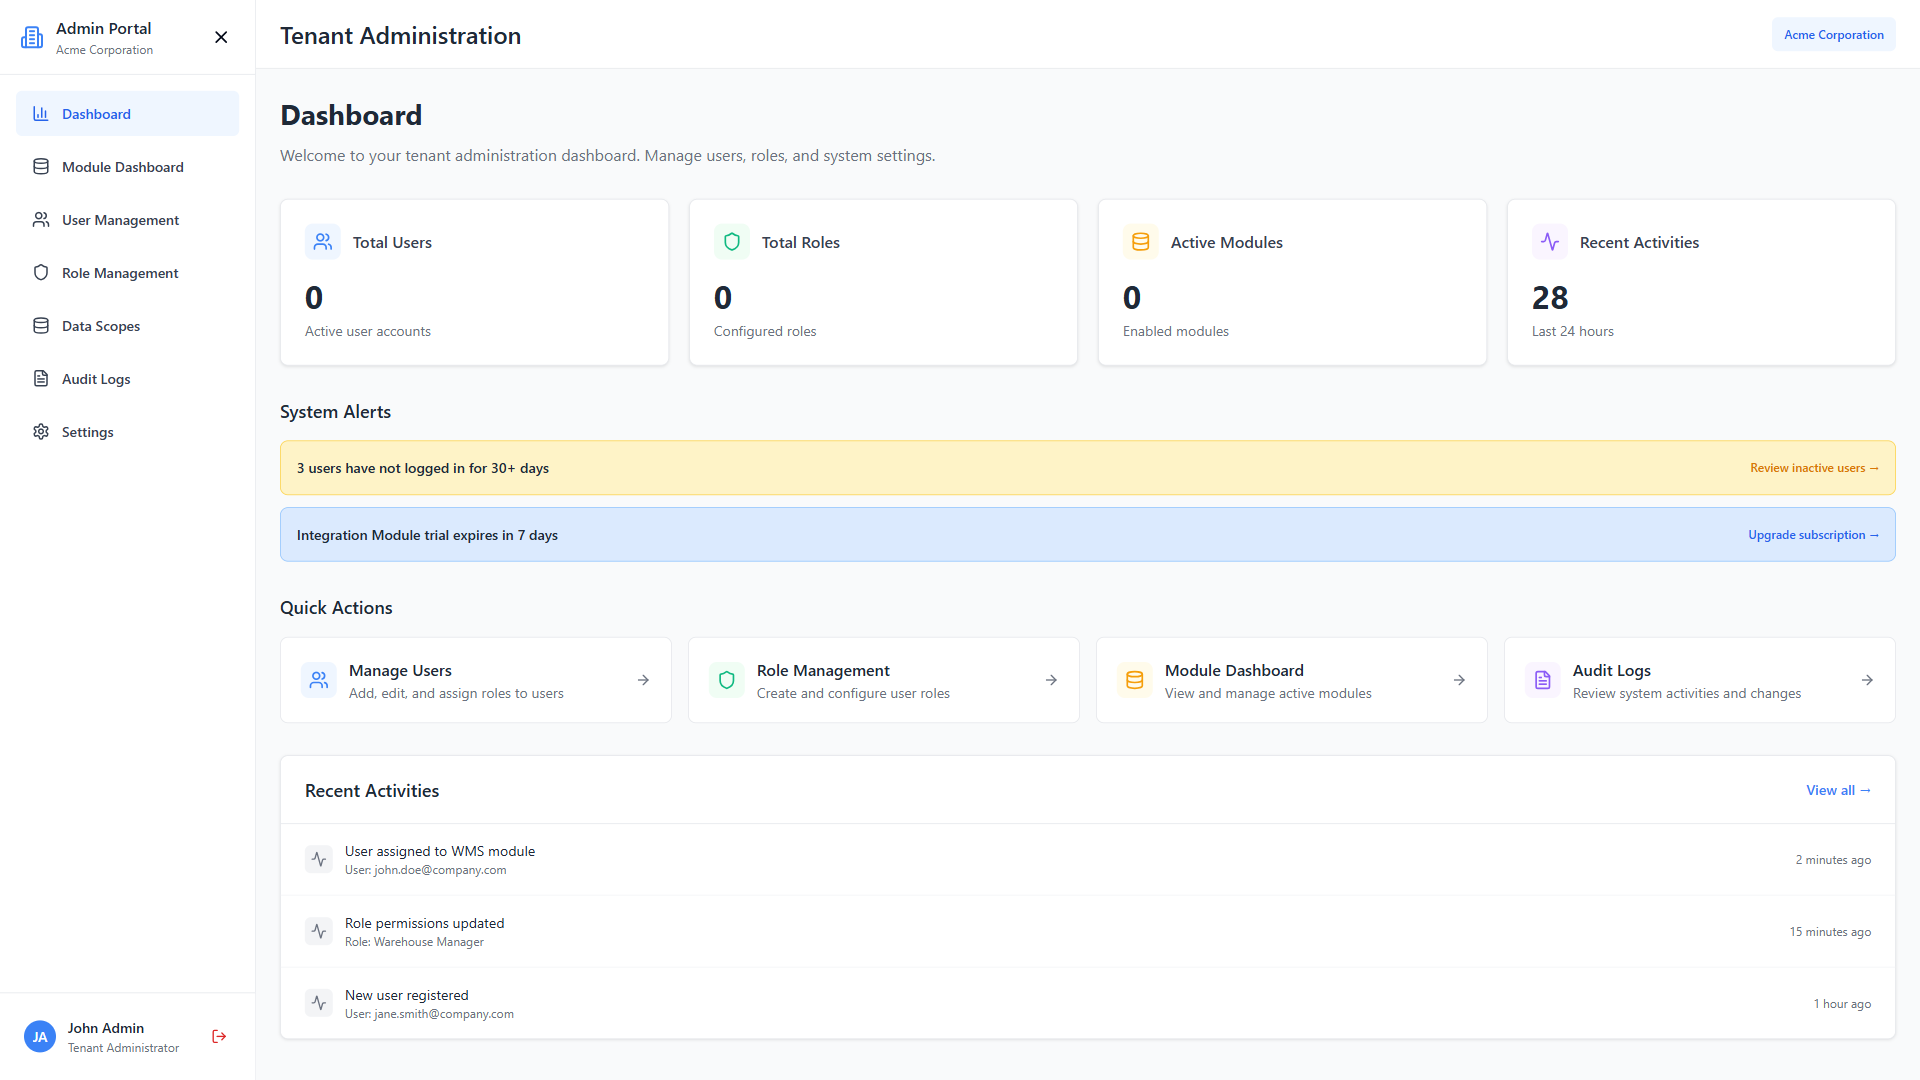 Admin Portal
Acme Corporation
Dashboard
Module Dashboard
User Management
Role Management
Data Scopes
Audit Logs
Settings
JA
John Admin
Tenant Administrator
Tenant Administration
Acme Corporation
Dashboard
Welcome to your tenant administration dashboard. Manage users, roles, and system settings.
Total Users
0
Active user accounts
Total Roles
0
Configured roles
Active Modules
0
Enabled modules
Recent Activities
28
Last 24 hours
System Alerts
3 users have not logged in for 30+ days
Review inactive users →
Integration Module trial expires in 7 days
Upgrade subscription →
Quick Actions
Manage Users
Add, edit, and assign roles to users
Role Management
Create and configure user roles
Module Dashboard
View and manage active modules
Audit Logs
Review system activities and changes
Recent Activities
View all →
User assigned to WMS module
User: john.doe@company.com
2 minutes ago
Role permissions updated
Role: Warehouse Manager
15 minutes ago
New user registered
User: jane.smith@company.com
1 hour ago